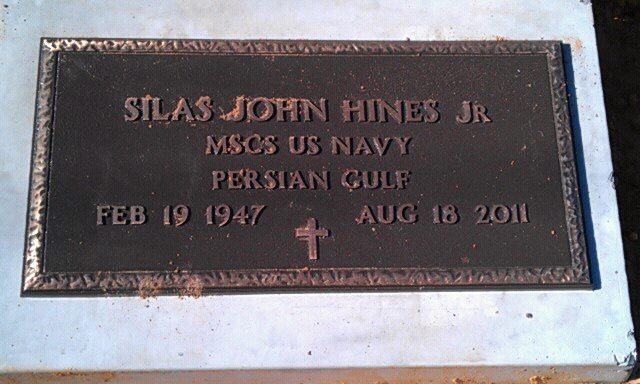 SILAS JOHN HINES JR
MSCS US NAVY
PERSIAN GULF
FEB 19 1947 AUG 18 2011